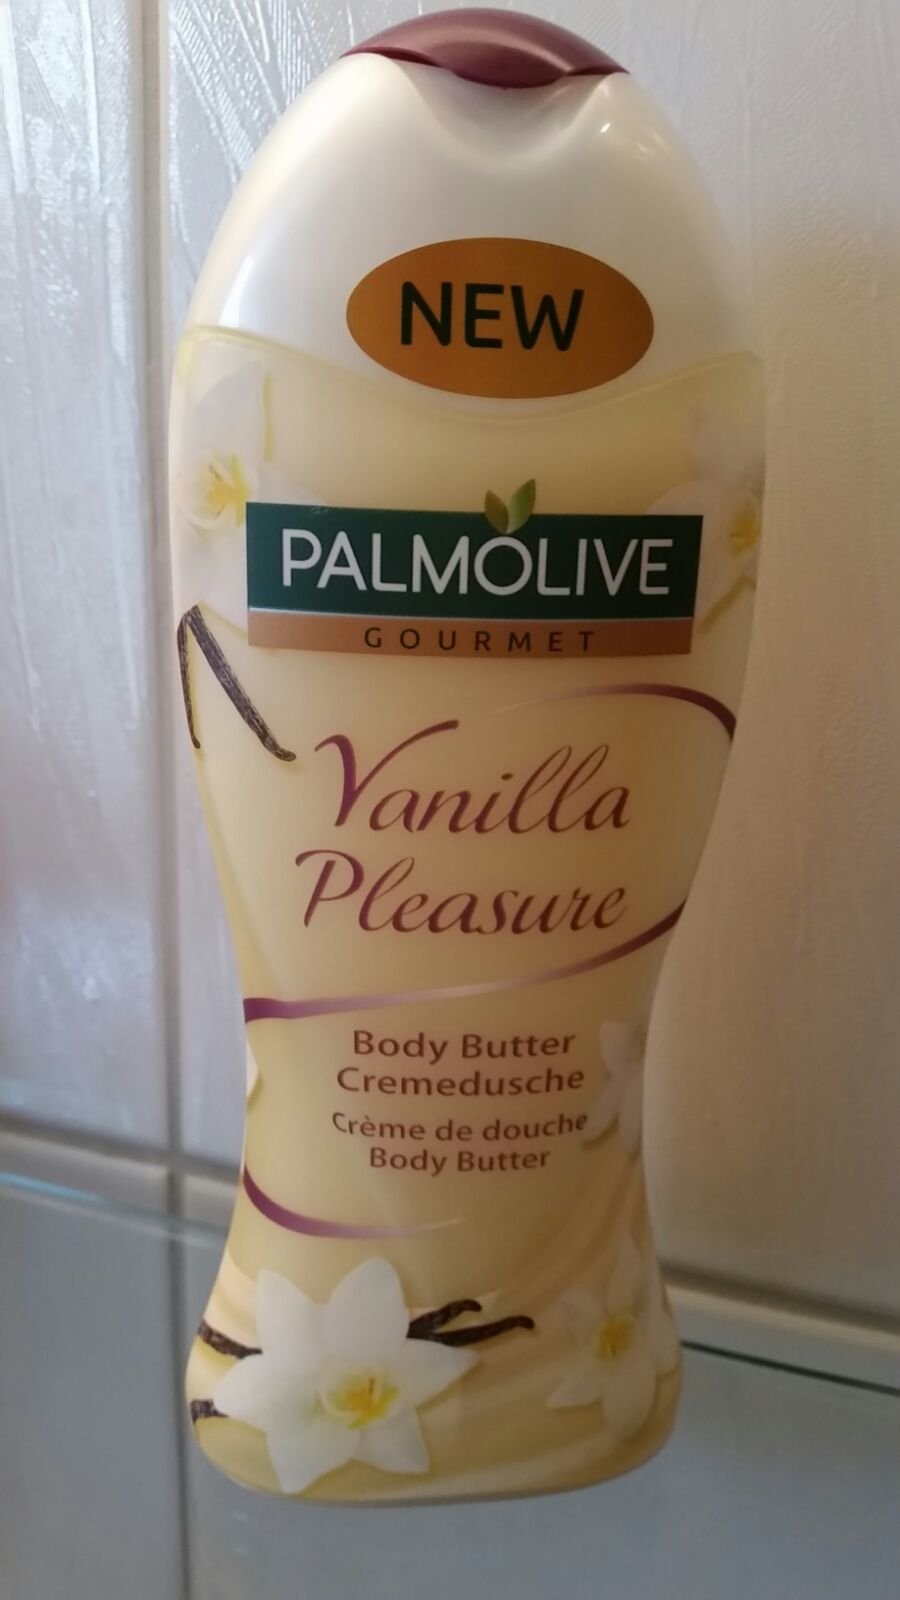 NEW
PALMOLIVE
GOURMET
Vanilla
Pleasure
Body Butter
Cremedusche
Crème de douche
Body Butter